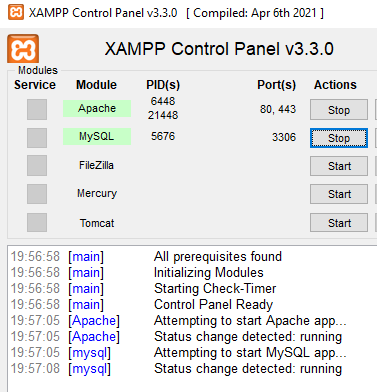 XAMPP Control Panel v3.3.0 [ Compiled: Apr 6th 2021 ]
XAMPP Control Panel v3.3.0
Modules
Service Module PID(s) Port(s) Actions
Apache 6448 21448 80, 443 Stop
MySQL 5676 3306 Stop
FileZilla Start
Mercury Start
Tomcat Start
19:56:58 [main] All prerequisites found
19:56:58 [main] Initializing Modules
19:56:58 [main] Starting Check-Timer
19:56:58 [main] Control Panel Ready
19:57:05 [Apache] Attempting to start Apache app...
19:57:05 [Apache] Status change detected: running
19:57:05 [mysql] Attempting to start MySQL app...
19:57:08 [mysql] Status change detected: running